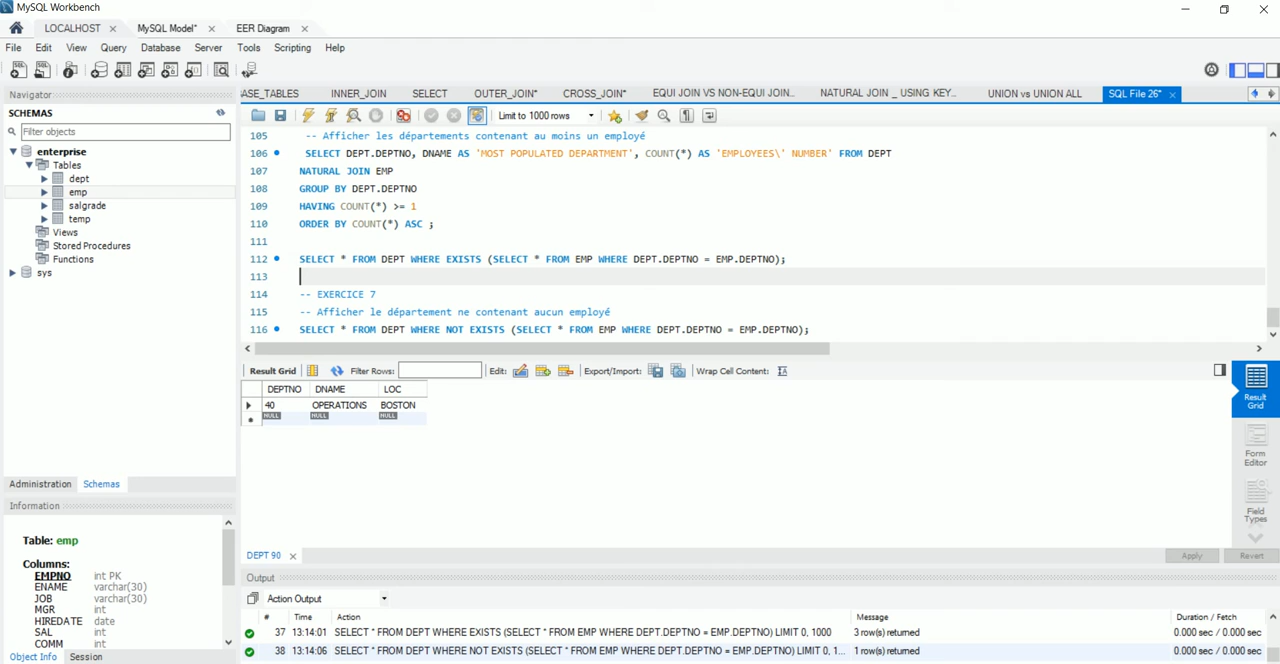 MySQL Workbench
LOCALHOST MySQL Model* EER Diagram
File Edit View Query Database Server Tools Scripting Help
Navigator
SCHEMAS
Filter objects
enterprise
Tables
dept
emp
salgrade
temp
Views
Stored Procedures
Functions
sys
Administration Schemas
Information
Table: emp
Columns:
EMPNO int PK
ENAME varchar(30)
JOB varchar(30)
MGR int
HIREDATE date
SAL int
COMM int
Object Info Session
ASE_TABLES INNER_JOIN SELECT OUTER_JOIN* CROSS_JOIN* EQUI JOIN VS NON-EQUI JOIN... NATURAL JOIN _ USING KEY... UNION vs UNION ALL SQL File 26*
Limit to 1000 rows
105 -- Afficher les départements contenant au moins un employé
106 SELECT DEPT.DEPTNO, DNAME AS 'MOST POPULATED DEPARTMENT', COUNT(*) AS 'EMPLOYEES\' NUMBER' FROM DEPT
107 NATURAL JOIN EMP
108 GROUP BY DEPT.DEPTNO
109 HAVING COUNT(*) >= 1
110 ORDER BY COUNT(*) ASC ;
111
112 SELECT * FROM DEPT WHERE EXISTS (SELECT * FROM EMP WHERE DEPT.DEPTNO = EMP.DEPTNO);
113
114 -- EXERCICE 7
115 -- Afficher le département ne contenant aucun employé
116 SELECT * FROM DEPT WHERE NOT EXISTS (SELECT * FROM EMP WHERE DEPT.DEPTNO = EMP.DEPTNO);
Result Grid Filter Rows: Edit: Export/Import: Wrap Cell Content:
DEPTNO DNAME LOC
40 OPERATIONS BOSTON
NULL NULL NULL
Result Grid
Form Editor
Field Types
DEPT 90 Apply Revert
Output
Action Output
# Time Action Message Duration / Fetch
37 13:14:01 SELECT * FROM DEPT WHERE EXISTS (SELECT * FROM EMP WHERE DEPT.DEPTNO = EMP.DEPTNO) LIMIT 0, 1000 3 row(s) returned 0.000 sec / 0.000 sec
38 13:14:06 SELECT * FROM DEPT WHERE NOT EXISTS (SELECT * FROM EMP WHERE DEPT.DEPTNO = EMP.DEPTNO) LIMIT 0, 1... 1 row(s) returned 0.000 sec / 0.000 sec